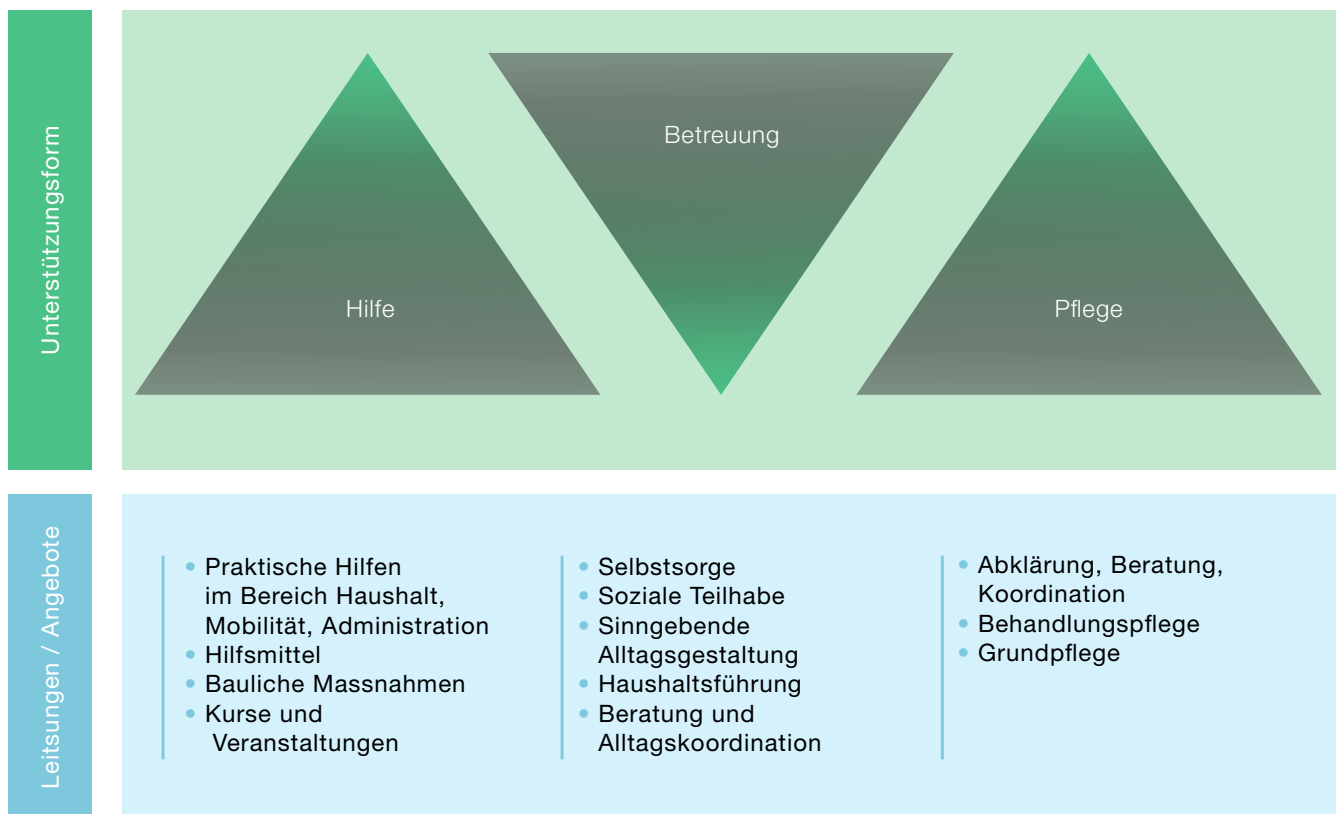 Unterstützungsform
Betreuung
Hilfe
Pflege
Leitsungen / Angebote
• Praktische Hilfen
im Bereich Haushalt,
Mobilität, Administration
• Hilfsmittel
• Bauliche Massnahmen
• Kurse und
Veranstaltungen
• Selbstsorge
• Soziale Teilhabe
• Sinngebende
Alltagsgestaltung
• Haushaltsführung
• Beratung und
Alltagskoordination
• Abklärung, Beratung,
Koordination
• Behandlungspflege
• Grundpflege